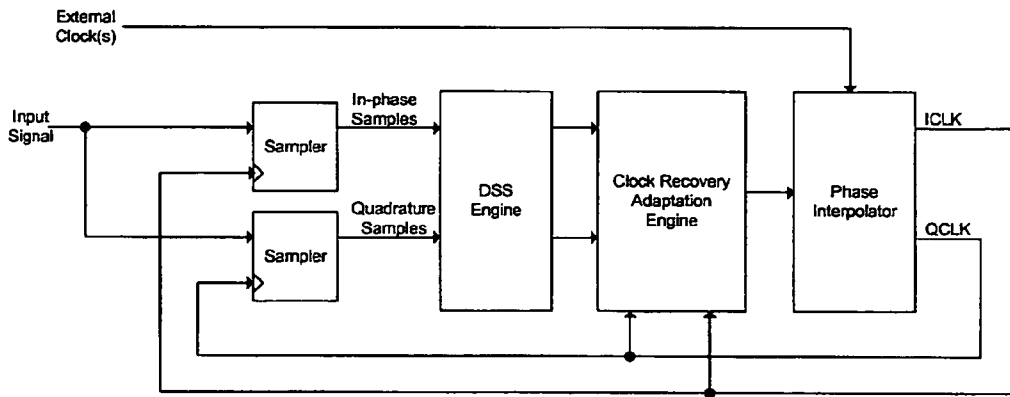 External
Clock(s)
Input
Signal
In-phase
Samples
Sampler
Quadrature
Samples
Sampler
DSS
Engine
Clock Recovery
Adaptation
Engine
Phase
Interpolator
ICLK
QCLK